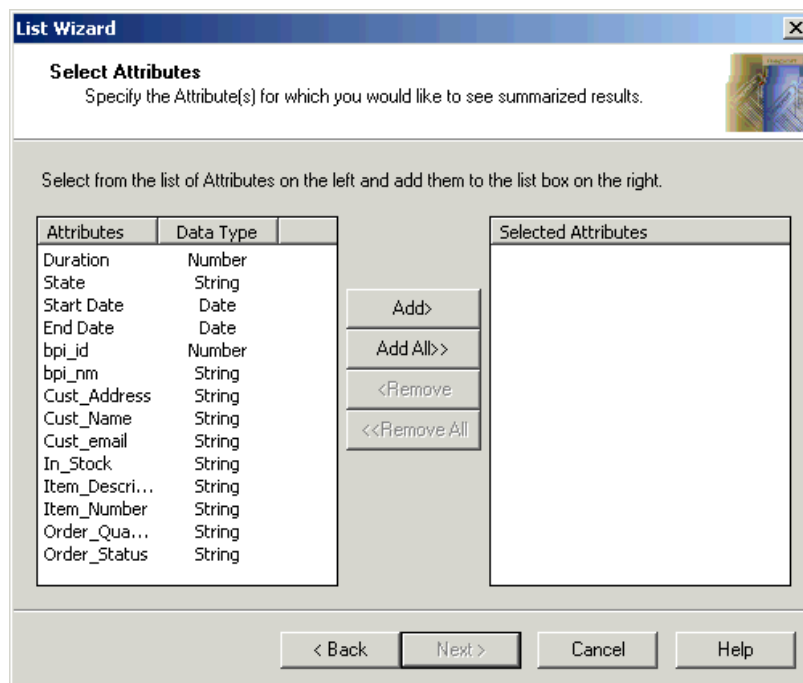 List Wizard
Select Attributes
Specify the Attribute(s) for which you would like to see summarized results.
Select from the list of Attributes on the left and add them to the list box on the right.
Attributes Data Type
Duration Number
State String
Start Date Date
End Date Date
bpi_id Number
bpi_nm String
Cust_Address String
Cust_Name String
Cust_email String
In_Stock String
Item_Descri... String
Item_Number String
Order_Qua... String
Order_Status String
Add>
Add All>>
<Remove
<<Remove All
Selected Attributes
< Back Next > Cancel Help